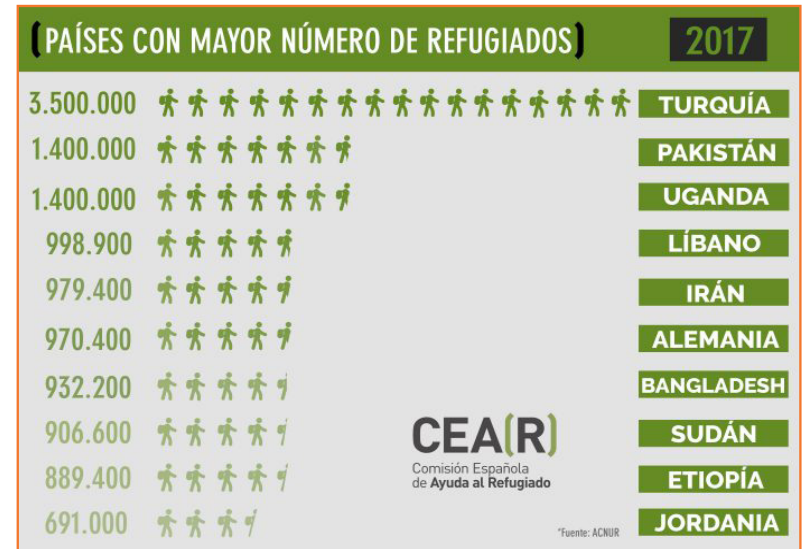 (PAÍSES CON MAYOR NÚMERO DE REFUGIADOS) 2017
3.500.000 TURQUÍA
1.400.000 PAKISTÁN
1.400.000 UGANDA
998.900 LÍBANO
979.400 IRÁN
970.400 ALEMANIA
932.200 BANGLADESH
906.600 SUDÁN
889.400 ETIOPÍA
691.000 JORDANIA
CEA(R)
Comisión Española
de Ayuda al Refugiado
*Fuente: ACNUR